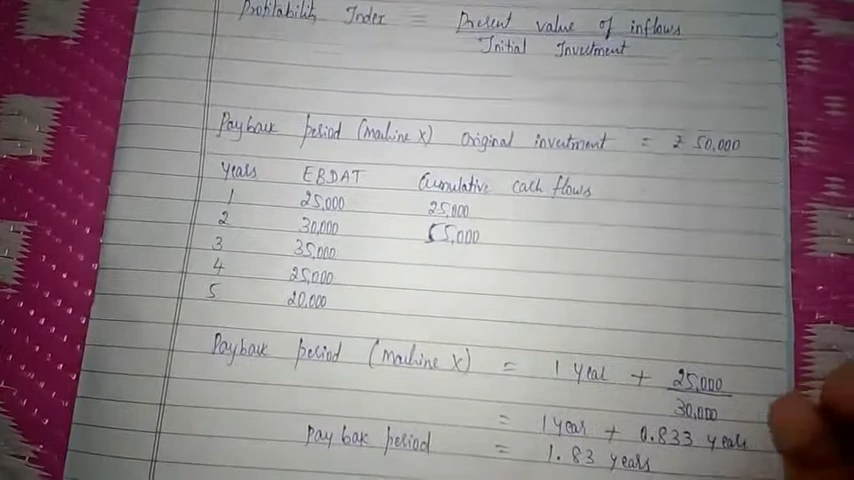 Profitability Index = Present value of inflows
Initial Investment
Payback period (machine X) Original investment = ₹ 50,000
Years EBDAT Cumulative cash flows
1 25,000 25,000
2 30,000 55,000
3 35,000
4 25,000
5 20,000
Payback period (machine X) = 1 year + 25,000
30,000
= 1 year + 0.833 years
Paybak period = 1.83 years